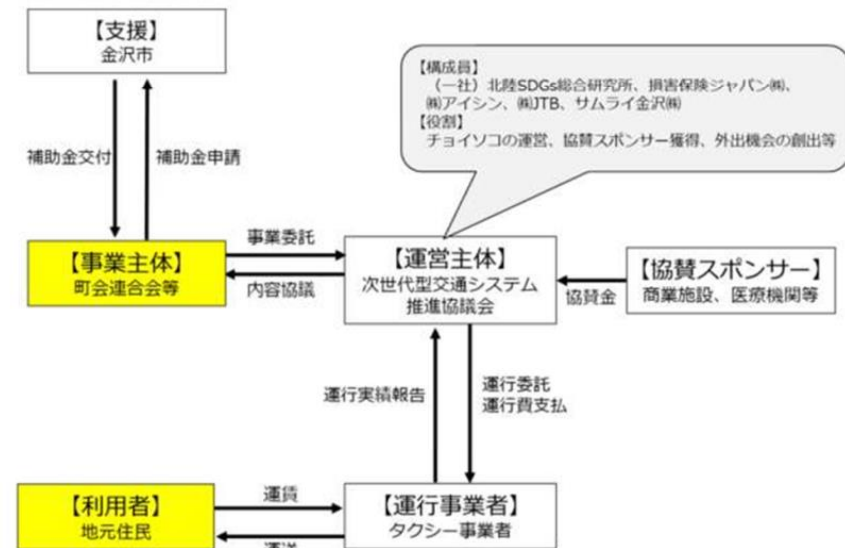 【支援】
金沢市
【構成員】
（一社）北陸SDGs総合研究所、損害保険ジャパン㈱、
㈱アイシン、㈱JTB、サムライ金沢㈱
【役割】
チョイソコの運営、協賛スポンサー獲得、外出機会の創出等
補助金交付
補助金申請
【事業主体】
町会連合会等
事業委託
内容協議
【運営主体】
次世代型交通システム
推進協議会
協賛金
【協賛スポンサー】
商業施設、医療機関等
運行実績報告
運行委託
運行費支払
【利用者】
地元住民
運賃
運送
【運行事業者】
タクシー事業者